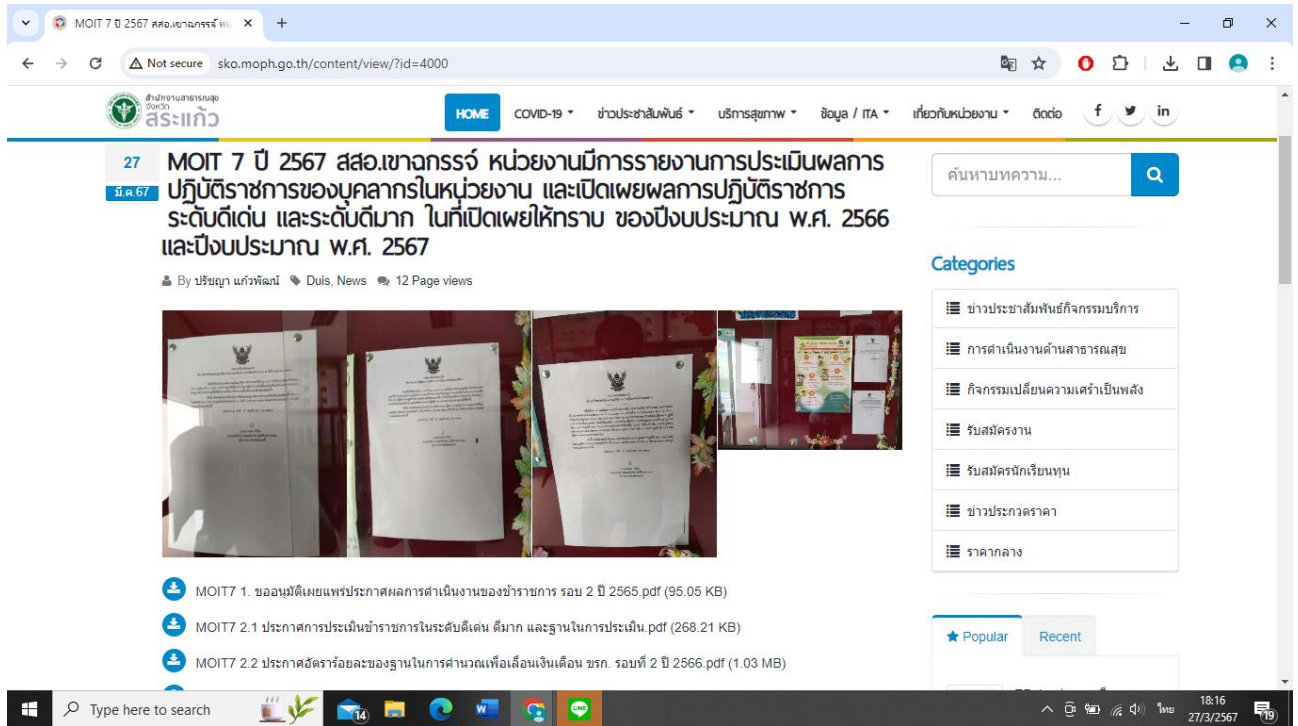 MOIT 7 ปี 2567 สสอ.เขาฉกรรจ์
Not secure
sko.moph.go.th/content/view/?id=4000
สำนักงานสาธารณสุข
จังหวัด
สระแก้ว
HOME
COVID-19
ข่าวประชาสัมพันธ์
บริการสุขภาพ
ข้อมูล / ITA
เกี่ยวกับหน่วยงาน
ติดต่อ
27
มี.ค.67
MOIT 7 ปี 2567 สสอ.เขาฉกรรจ์ หน่วยงานมีการรายงานการประเมินผลการ
ปฏิบัติราชการของบุคลากรในหน่วยงาน และเปิดเผยผลการปฏิบัติราชการ
ระดับดีเด่น และระดับดีมาก ในที่เปิดเผยให้ทราบ ของปีงบประมาณ พ.ศ. 2566
และปีงบประมาณ พ.ศ. 2567
By ปรัชญา แก้วพัฒน์ Duis, News 12 Page views
MOIT7 1. ขออนุมัติเผยแพร่ประกาศผลการดำเนินงานของข้าราชการ รอบ 2 ปี 2565.pdf (95.05 KB)
MOIT7 2.1 ประกาศการประเมินข้าราชการในระดับดีเด่น ดีมาก และฐานในการประเมิน.pdf (268.21 KB)
MOIT7 2.2 ประกาศอัตราร้อยละของฐานในการคำนวณเพื่อเลื่อนเงินเดือน ขรก. รอบที่ 2 ปี 2566.pdf (1.03 MB)
ค้นหาบทความ...
Categories
ข่าวประชาสัมพันธ์กิจกรรมบริการ
การดำเนินงานด้านสาธารณสุข
กิจกรรมเปลี่ยนความเศร้าเป็นพลัง
รับสมัครงาน
รับสมัครนักเรียนทุน
ข่าวประกวดราคา
ราคากลาง
Popular
Recent
Type here to search
14
LINE
ไทย
18:16
27/3/2567
19